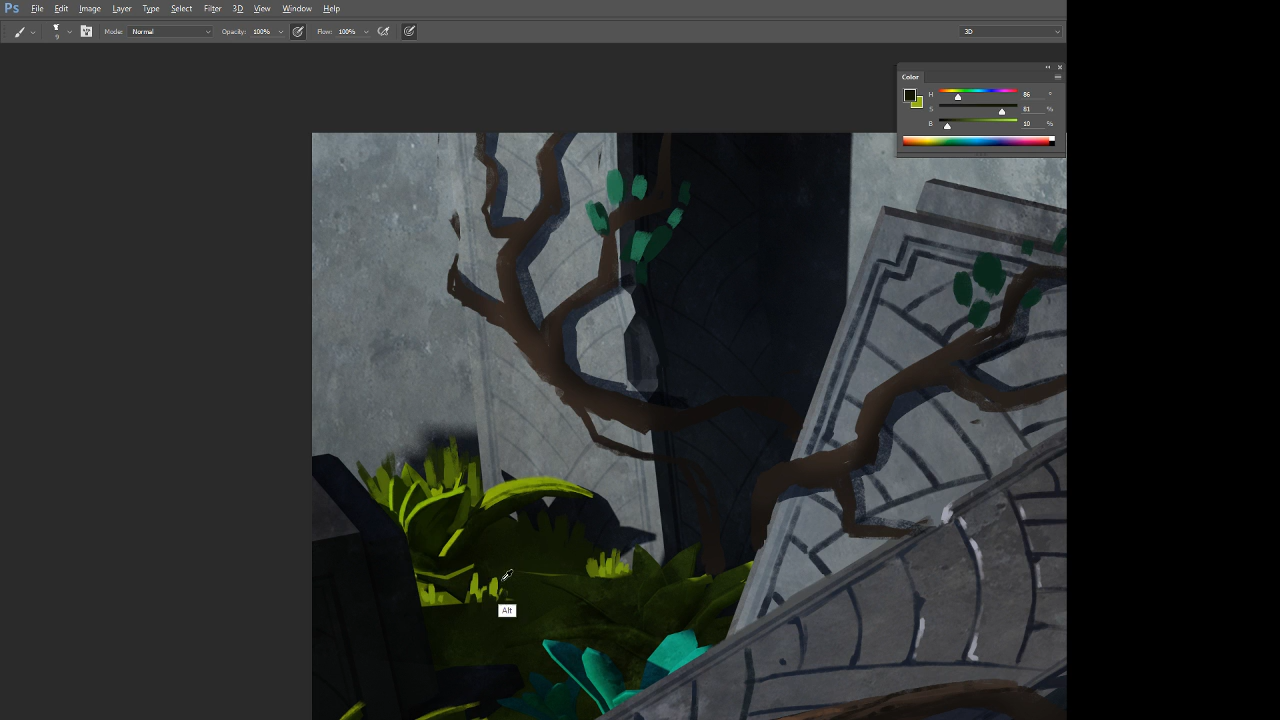 Ps File Edit Image Layer Type Select Filter 3D View Window Help
9 Mode: Normal Opacity: 100% Flow: 100% 3D
Color
H 86 °
S 81 %
B 10 %
Alt